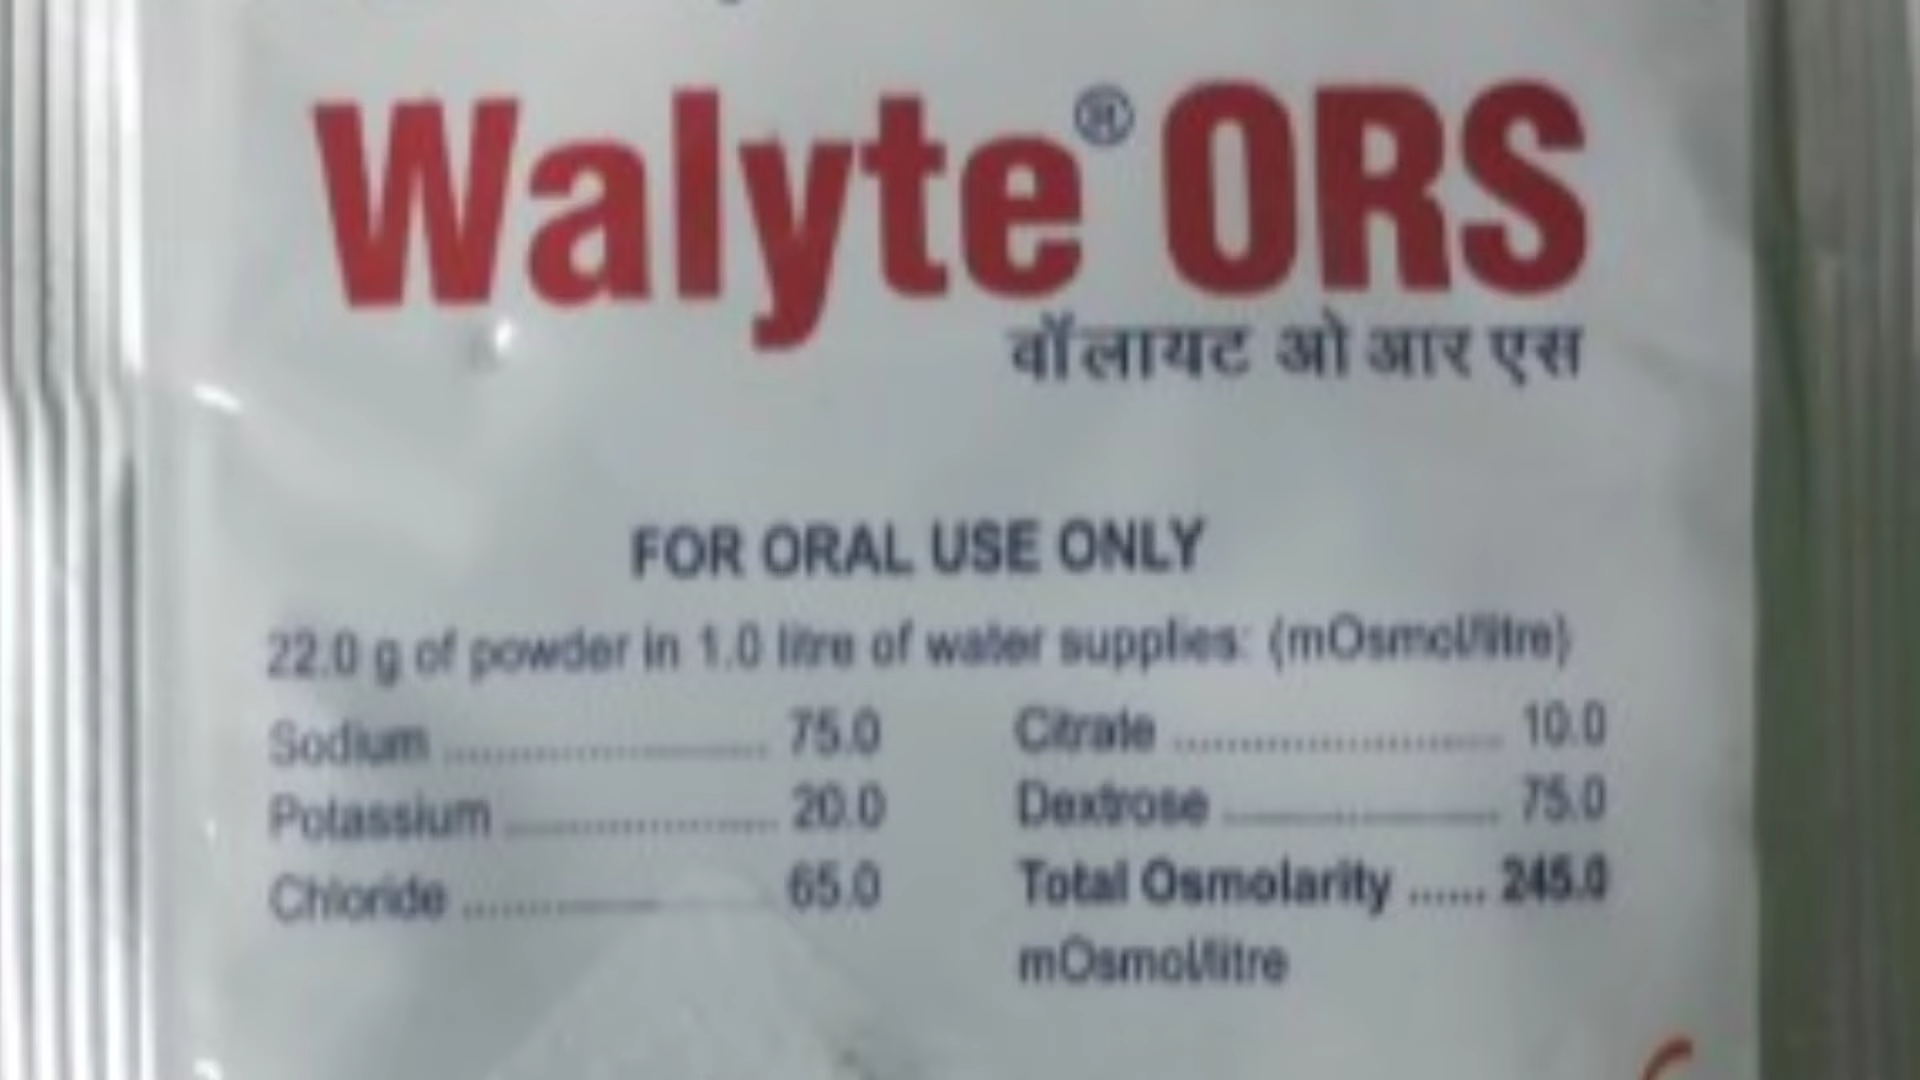 Walyte® ORS
वॉलायट ओ आर एस
FOR ORAL USE ONLY
22.0 g of powder in 1.0 litre of water supplies: (mOsmol/litre)
Sodium ........................ 75.0
Potassium .................... 20.0
Chloride ....................... 65.0
Citrate ......................... 10.0
Dextrose ..................... 75.0
Total Osmolarity ...... 245.0
mOsmol/litre